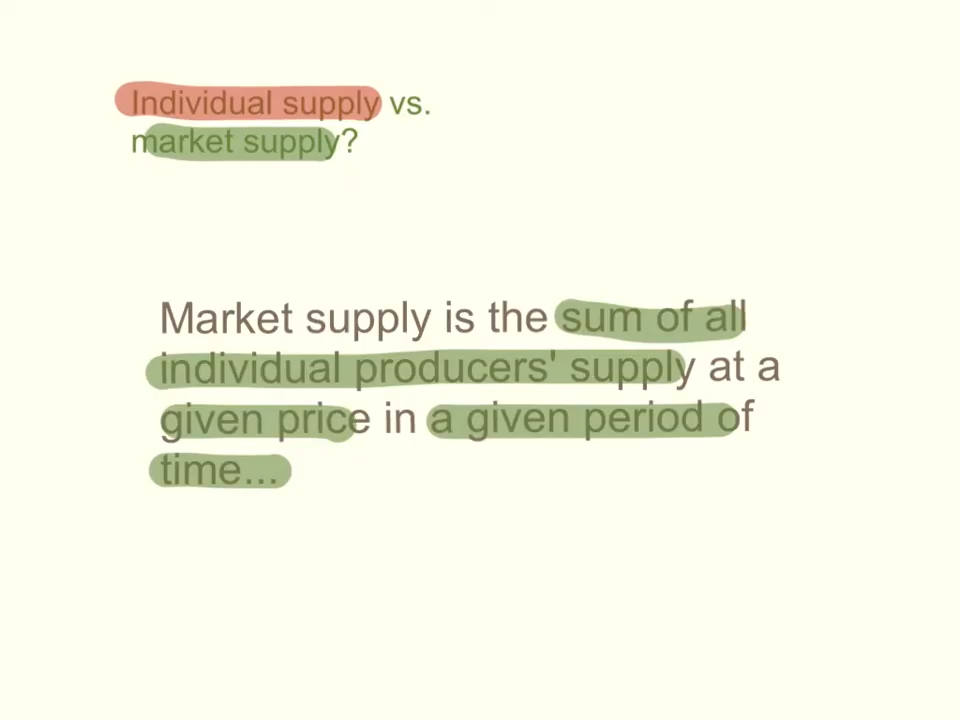 Individual supply vs.
market supply?
Market supply is the sum of all
individual producers' supply at a
given price in a given period of
time...